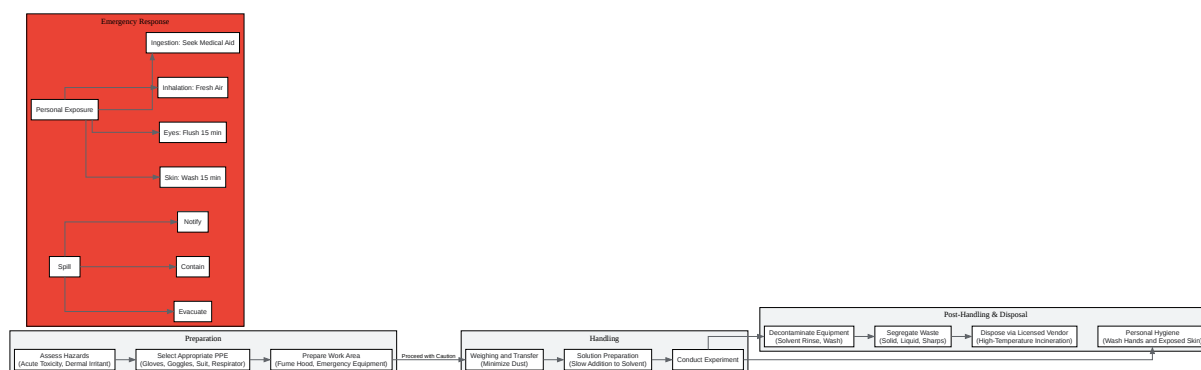 Emergency Response
Ingestion: Seek Medical Aid
Inhalation: Fresh Air
Personal Exposure
Eyes: Flush 15 min
Skin: Wash 15 min
Notify
Spill
Contain
Evacuate
Preparation
Assess Hazards
(Acute Toxicity, Dermal Irritant)
Select Appropriate PPE
(Gloves, Goggles, Suit, Respirator)
Prepare Work Area
(Fume Hood, Emergency Equipment)
Proceed with Caution
Handling
Weighing and Transfer
(Minimize Dust)
Solution Preparation
(Slow Addition to Solvent)
Conduct Experiment
Post-Handling & Disposal
Decontaminate Equipment
(Solvent Rinse, Wash)
Segregate Waste
(Solid, Liquid, Sharps)
Dispose via Licensed Vendor
(High-Temperature Incineration)
Personal Hygiene
(Wash Hands and Exposed Skin)